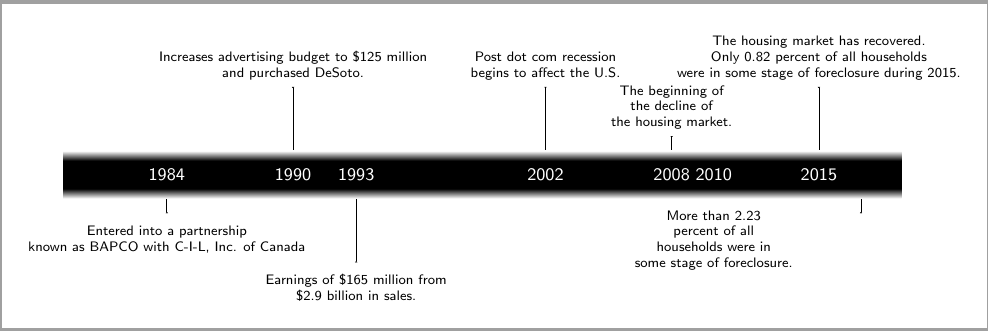 Increases advertising budget to $125 million
and purchased DeSoto.
Post dot com recession
begins to affect the U.S.
The housing market has recovered.
Only 0.82 percent of all households
were in some stage of foreclosure during 2015.
The beginning of
the decline of
the housing market.
1984 1990 1993 2002 2008 2010 2015
Entered into a partnership
known as BAPCO with C-I-L, Inc. of Canada
Earnings of $165 million from
$2.9 billion in sales.
More than 2.23
percent of all
households were in
some stage of foreclosure.